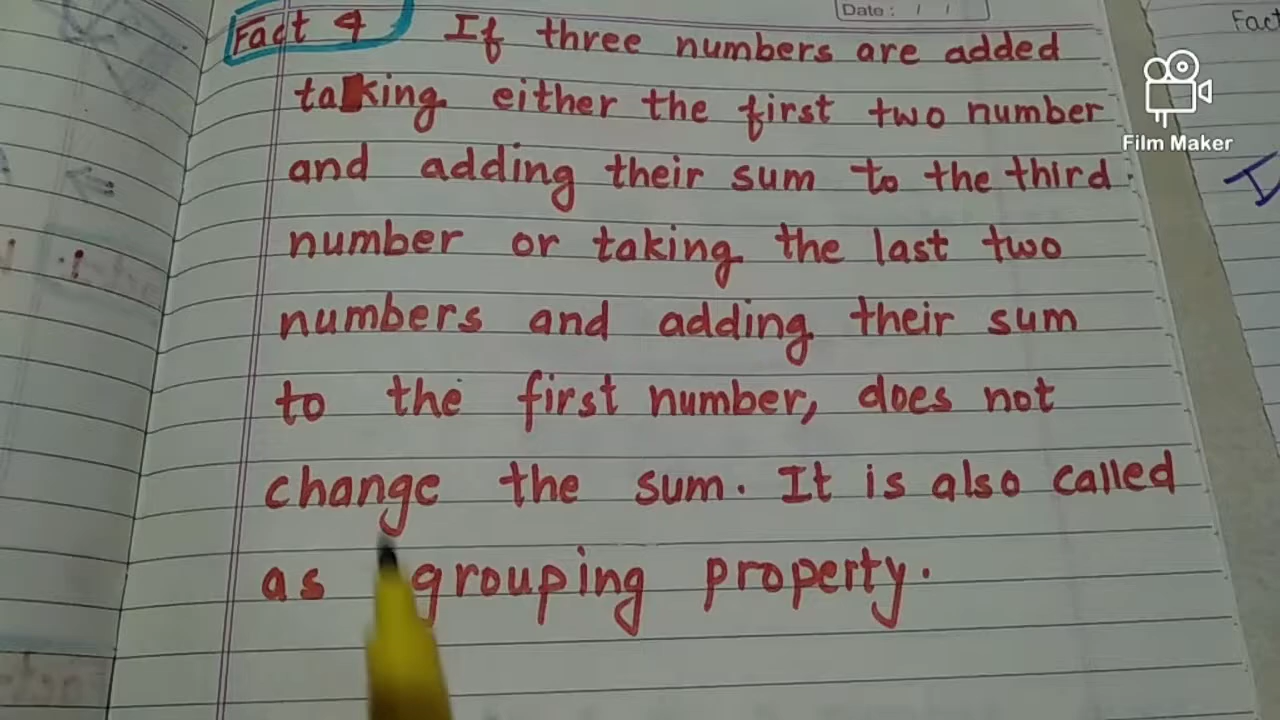 Date : / /
Fact 4 If three numbers are added
taking either the first two number
and adding their sum to the third
number or taking the last two
numbers and adding their sum
to the first number, does not
change the sum. It is also called
as grouping property.
Fact
I
Film Maker